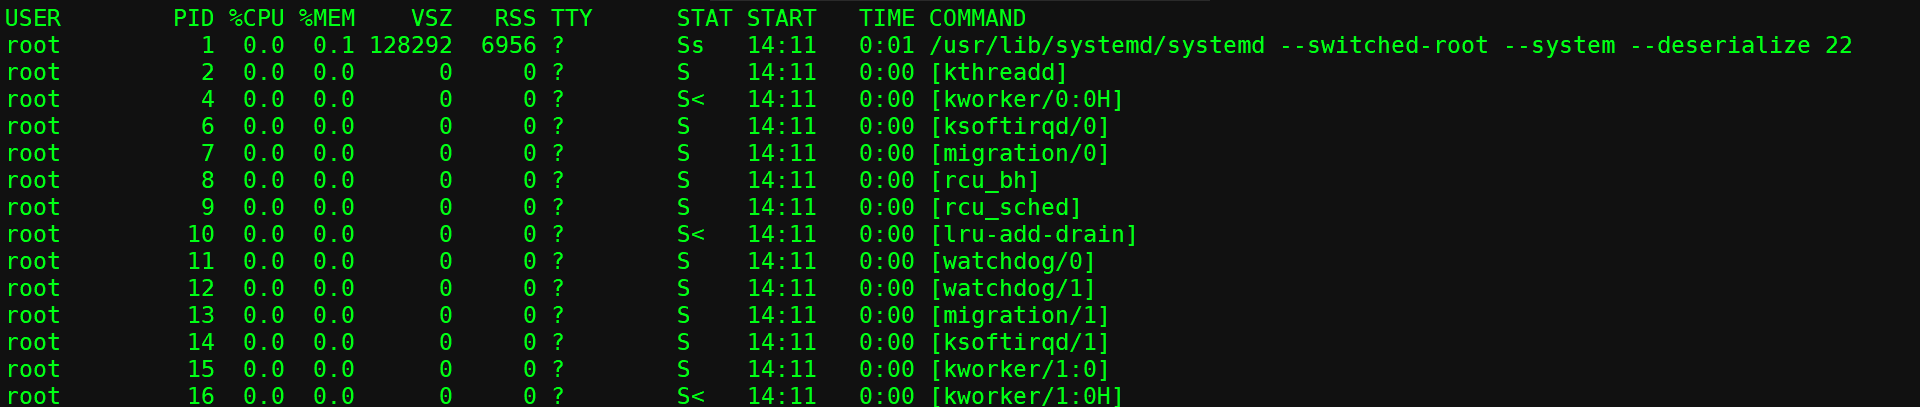 USER        PID %CPU %MEM    VSZ   RSS TTY      STAT START   TIME COMMAND
root          1  0.0  0.1 128292  6956 ?        Ss   14:11   0:01 /usr/lib/systemd/systemd --switched-root --system --deserialize 22
root          2  0.0  0.0      0     0 ?        S    14:11   0:00 [kthreadd]
root          4  0.0  0.0      0     0 ?        S<   14:11   0:00 [kworker/0:0H]
root          6  0.0  0.0      0     0 ?        S    14:11   0:00 [ksoftirqd/0]
root          7  0.0  0.0      0     0 ?        S    14:11   0:00 [migration/0]
root          8  0.0  0.0      0     0 ?        S    14:11   0:00 [rcu_bh]
root          9  0.0  0.0      0     0 ?        S    14:11   0:00 [rcu_sched]
root         10  0.0  0.0      0     0 ?        S<   14:11   0:00 [lru-add-drain]
root         11  0.0  0.0      0     0 ?        S    14:11   0:00 [watchdog/0]
root         12  0.0  0.0      0     0 ?        S    14:11   0:00 [watchdog/1]
root         13  0.0  0.0      0     0 ?        S    14:11   0:00 [migration/1]
root         14  0.0  0.0      0     0 ?        S    14:11   0:00 [ksoftirqd/1]
root         15  0.0  0.0      0     0 ?        S    14:11   0:00 [kworker/1:0]
root         16  0.0  0.0      0     0 ?        S<   14:11   0:00 [kworker/1:0H]